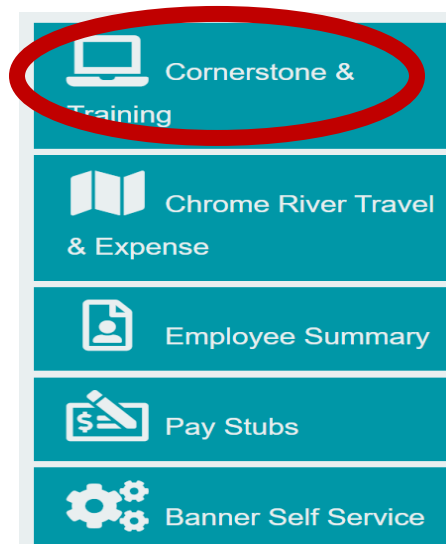 Cornerstone &
Training
Chrome River Travel
& Expense
Employee Summary
Pay Stubs
Banner Self Service